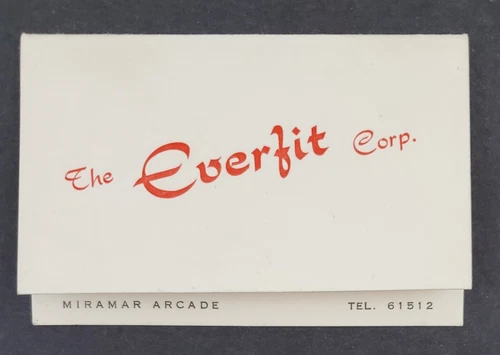 The Everfit Corp.
MIRAMAR ARCADE TEL. 61512